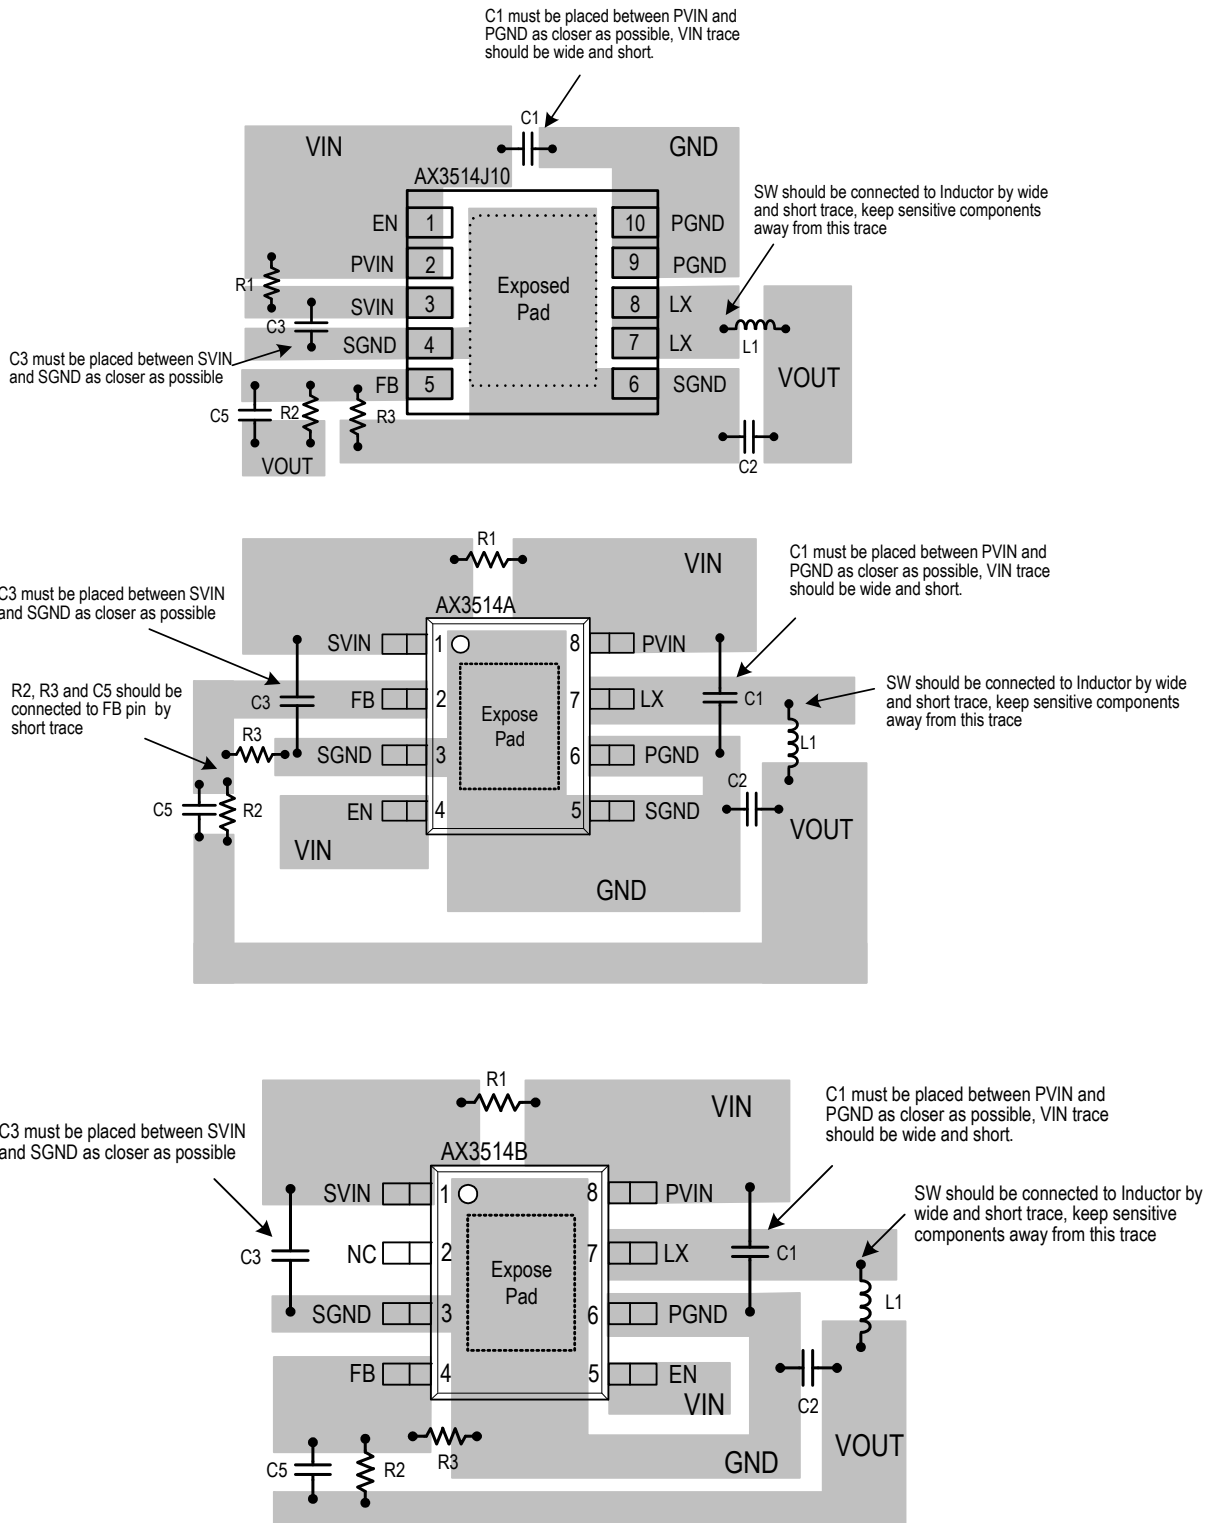 C1 must be placed between PVIN and
PGND as closer as possible, VIN trace
should be wide and short.
C1
VIN
GND
AX3514J10
SW should be connected to Inductor by wide
and short trace, keep sensitive components
away from this trace
EN 1
10 PGND
PVIN 2
9 PGND
Exposed
Pad
R1
SVIN 3
8 LX
C3
SGND 4
7 LX
L1
C3 must be placed between SVIN
and SGND as closer as possible
FB 5
6 SGND
VOUT
C5
R2
R3
VOUT
C2
R1
VIN
C1 must be placed between PVIN and
PGND as closer as possible, VIN trace
should be wide and short.
C3 must be placed between SVIN
and SGND as closer as possible
AX3514A
SVIN 1
8 PVIN
R2, R3 and C5 should be
connected to FB pin by
short trace
C3
FB 2
7 LX
C1
SW should be connected to Inductor by wide
and short trace, keep sensitive components
away from this trace
Expose
Pad
R3
SGND 3
6 PGND
L1
C2
C5
R2
EN 4
5 SGND
VOUT
VIN
GND
R1
VIN
C1 must be placed between PVIN and
PGND as closer as possible, VIN trace
should be wide and short.
C3 must be placed between SVIN
and SGND as closer as possible
AX3514B
SVIN 1
8 PVIN
SW should be connected to Inductor by
wide and short trace, keep sensitive
components away from this trace
C3
NC 2
7 LX
C1
Expose
Pad
L1
SGND 3
6 PGND
FB 4
5 EN
VIN
C2
R3
C5
R2
GND
VOUT